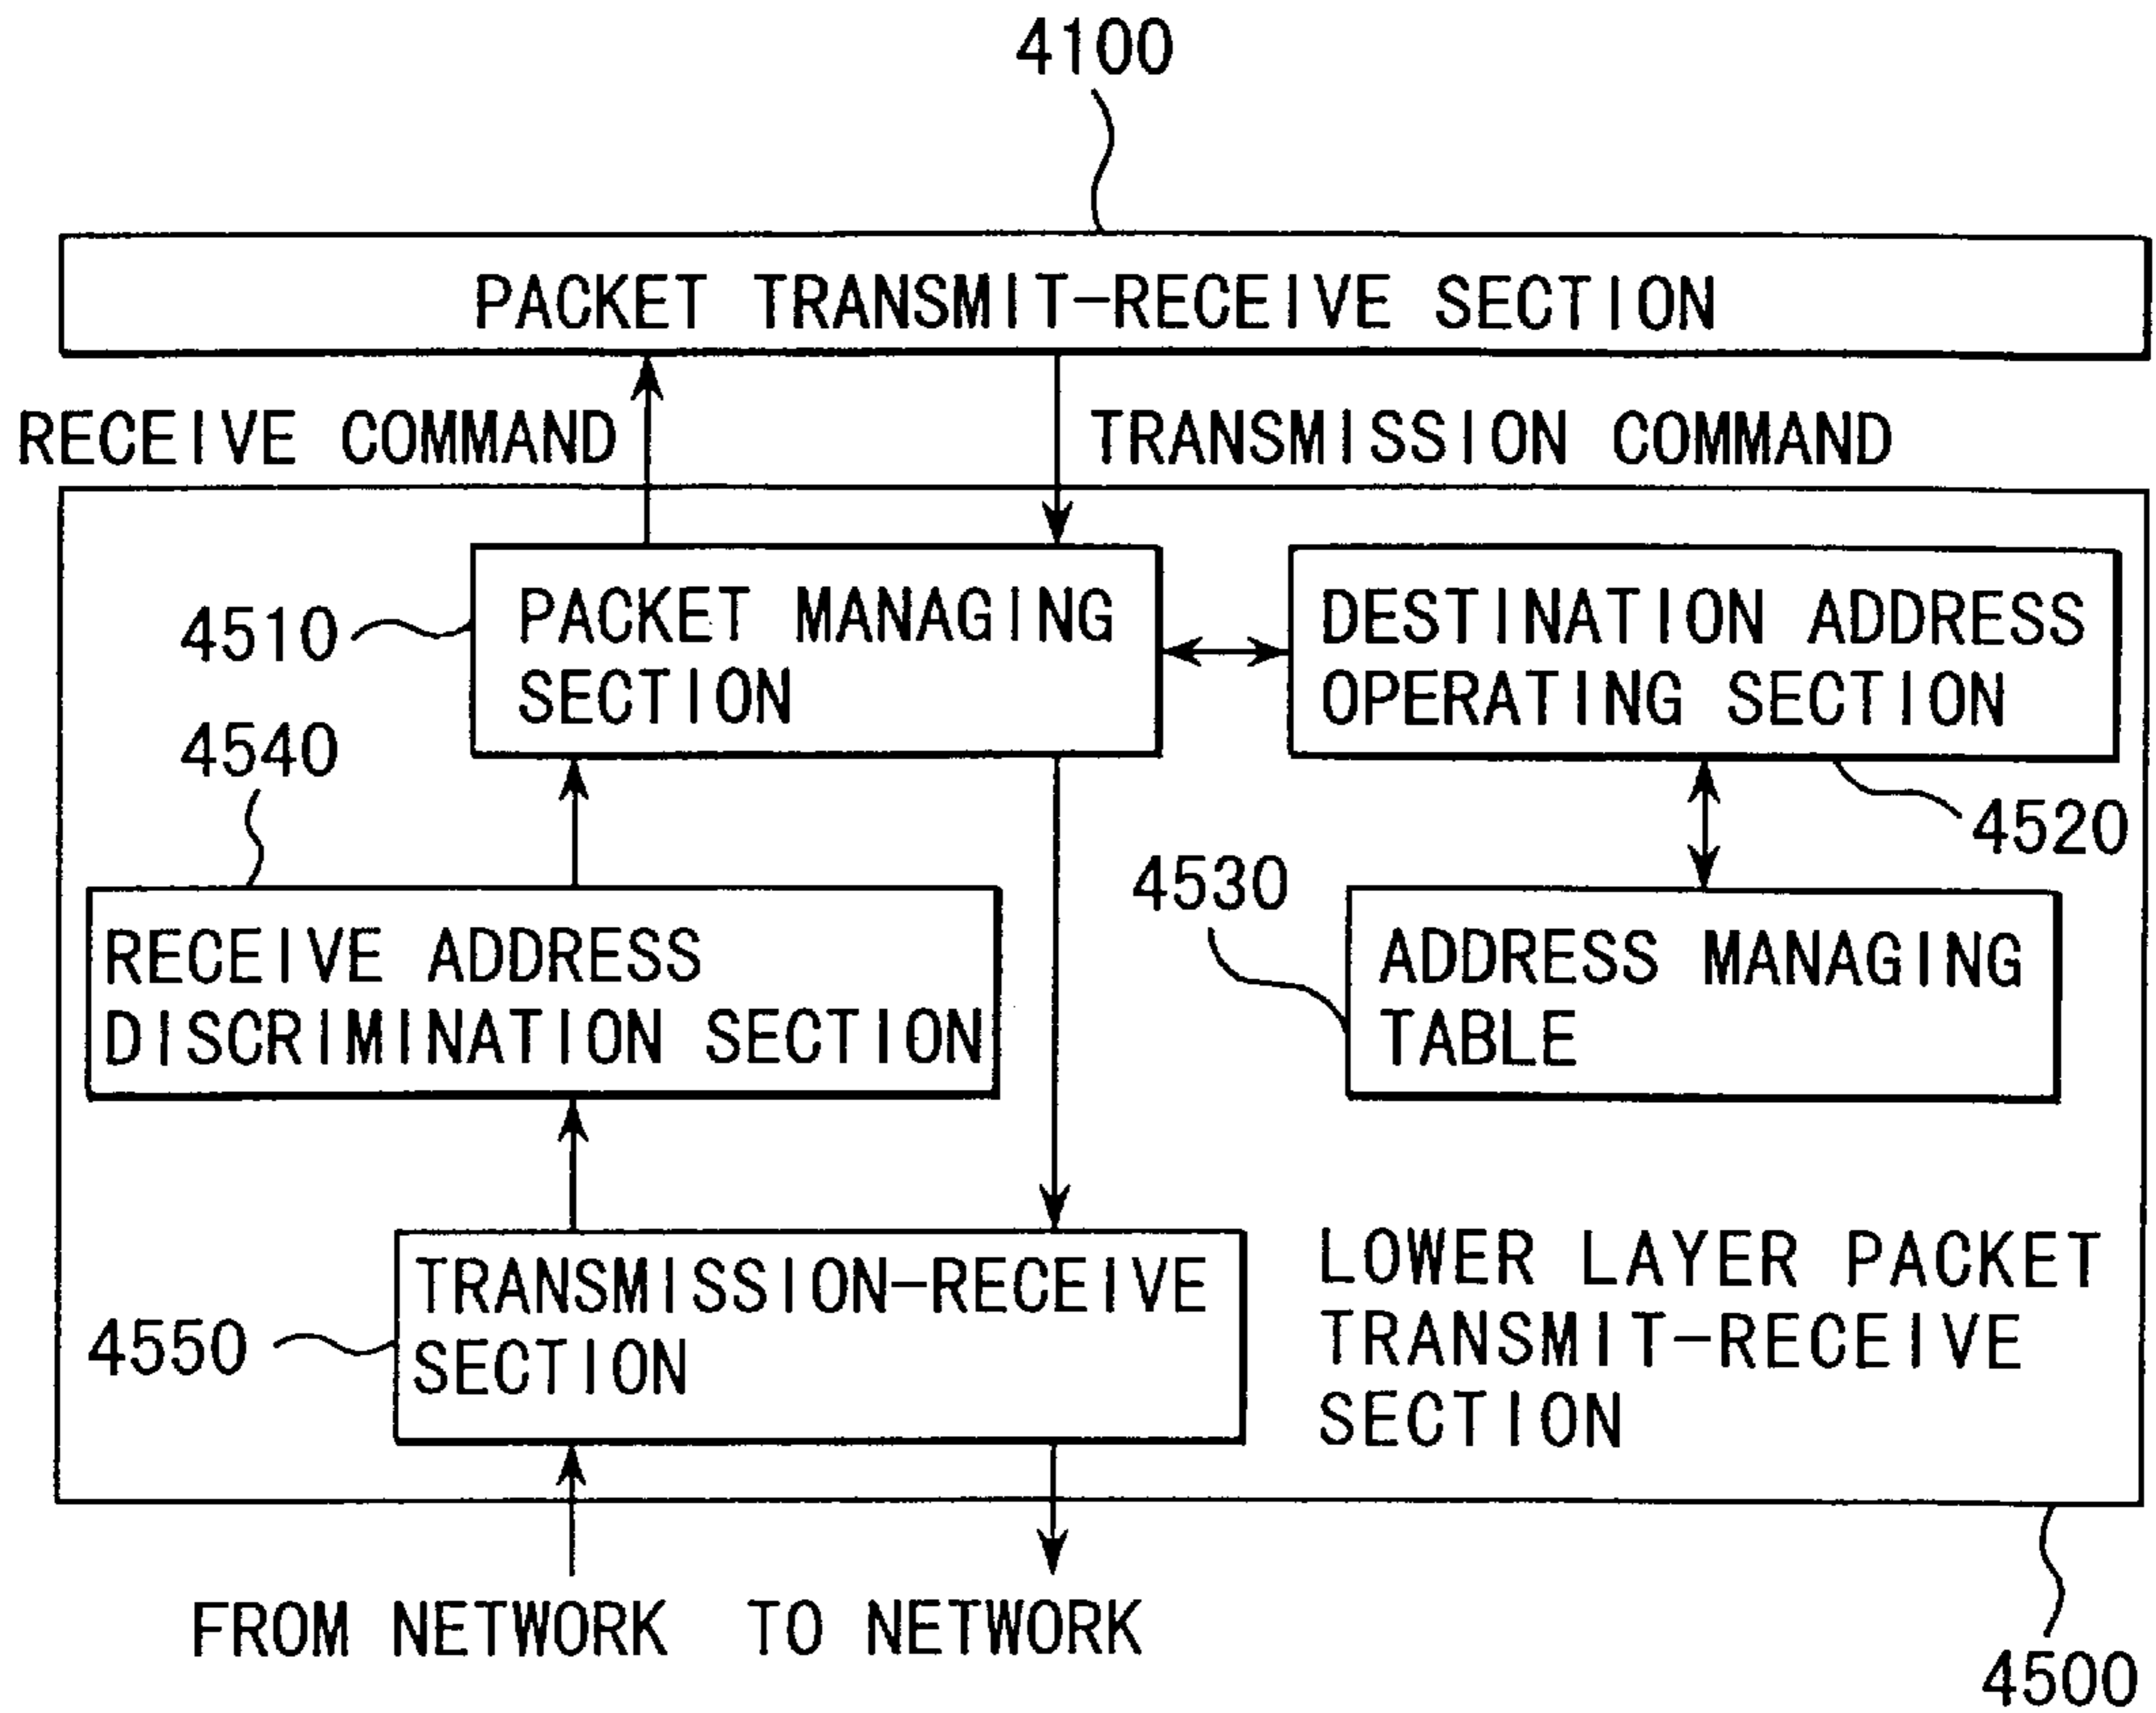 4100
PACKET TRANSMIT-RECEIVE SECTION
RECEIVE COMMAND
TRANSMISSION COMMAND
4510
PACKET MANAGING
SECTION
DESTINATION ADDRESS
OPERATING SECTION
4540
4520
4530
RECEIVE ADDRESS
DISCRIMINATION SECTION
ADDRESS MANAGING
TABLE
4550
TRANSMISSION-RECEIVE
SECTION
LOWER LAYER PACKET
TRANSMIT-RECEIVE
SECTION
FROM NETWORK
TO NETWORK
4500